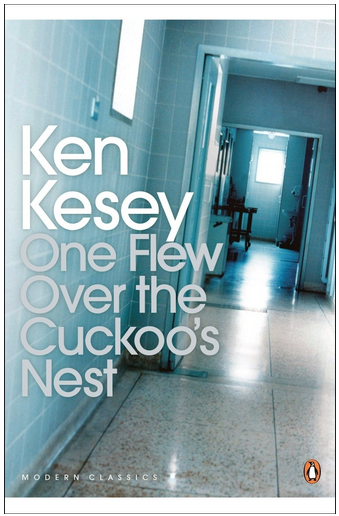 Ken
Kesey
One Flew
Over the
Cuckoo's
Nest
MODERN CLASSICS